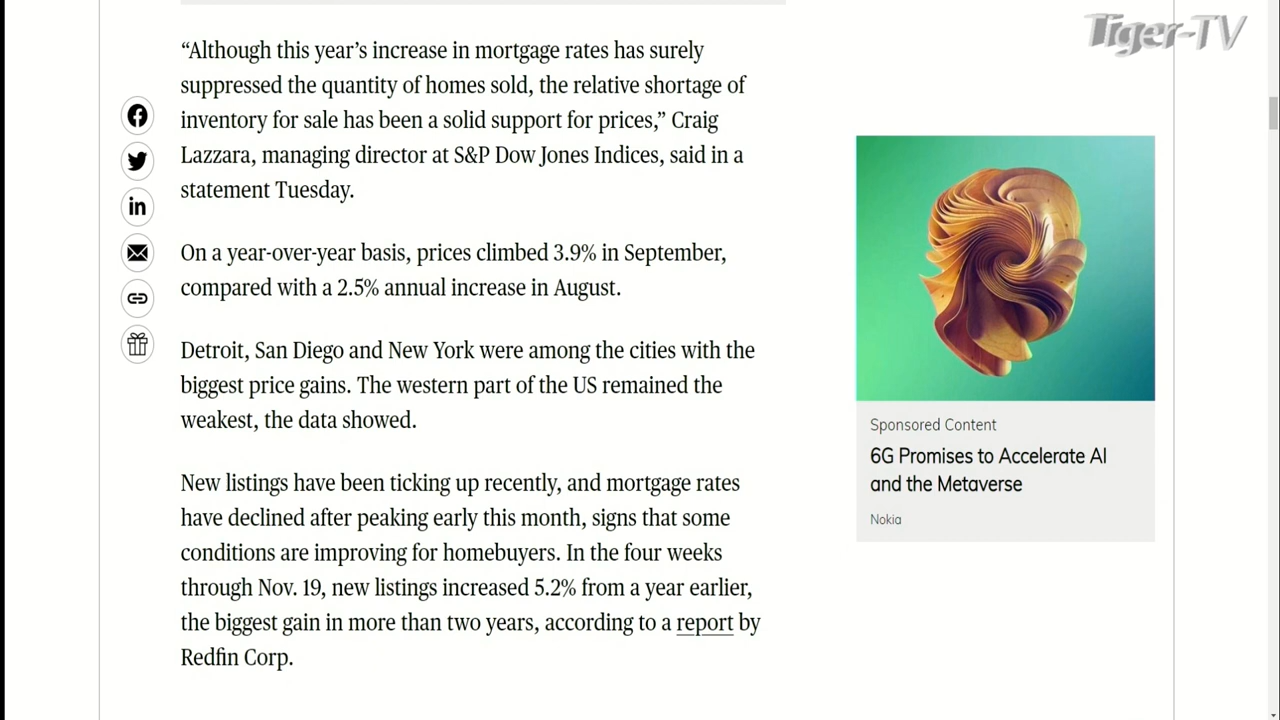 Tiger-TV
“Although this year’s increase in mortgage rates has surely
suppressed the quantity of homes sold, the relative shortage of
inventory for sale has been a solid support for prices,” Craig
Lazzara, managing director at S&P Dow Jones Indices, said in a
statement Tuesday.
On a year-over-year basis, prices climbed 3.9% in September,
compared with a 2.5% annual increase in August.
Detroit, San Diego and New York were among the cities with the
biggest price gains. The western part of the US remained the
weakest, the data showed.
New listings have been ticking up recently, and mortgage rates
have declined after peaking early this month, signs that some
conditions are improving for homebuyers. In the four weeks
through Nov. 19, new listings increased 5.2% from a year earlier,
the biggest gain in more than two years, according to a report by
Redfin Corp.
Sponsored Content
6G Promises to Accelerate AI
and the Metaverse
Nokia